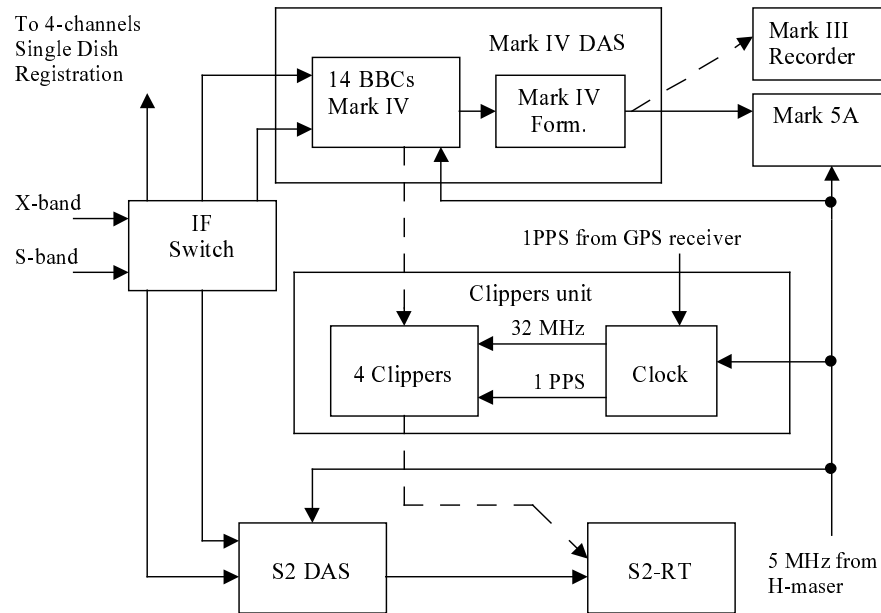 To 4-channels
Single Dish
Registration
Mark IV DAS
Mark III
Recorder
14 BBCs
Mark IV
Mark IV
Form.
Mark 5A
X-band
S-band
IF
Switch
1PPS from GPS receiver
Clippers unit
32 MHz
4 Clippers
1 PPS
Clock
S2 DAS
S2-RT
5 MHz from
H-maser